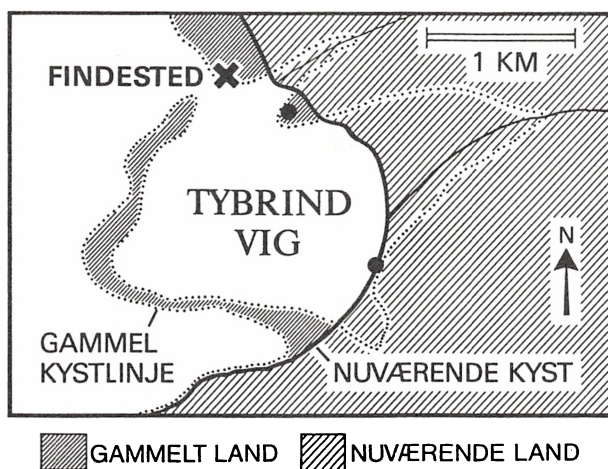 1 KM
FINDESTED
TYBRIND
VIG
N
GAMMEL
KYSTLINJE
NUVÆRENDE KYST
GAMMELT LAND
NUVÆRENDE LAND